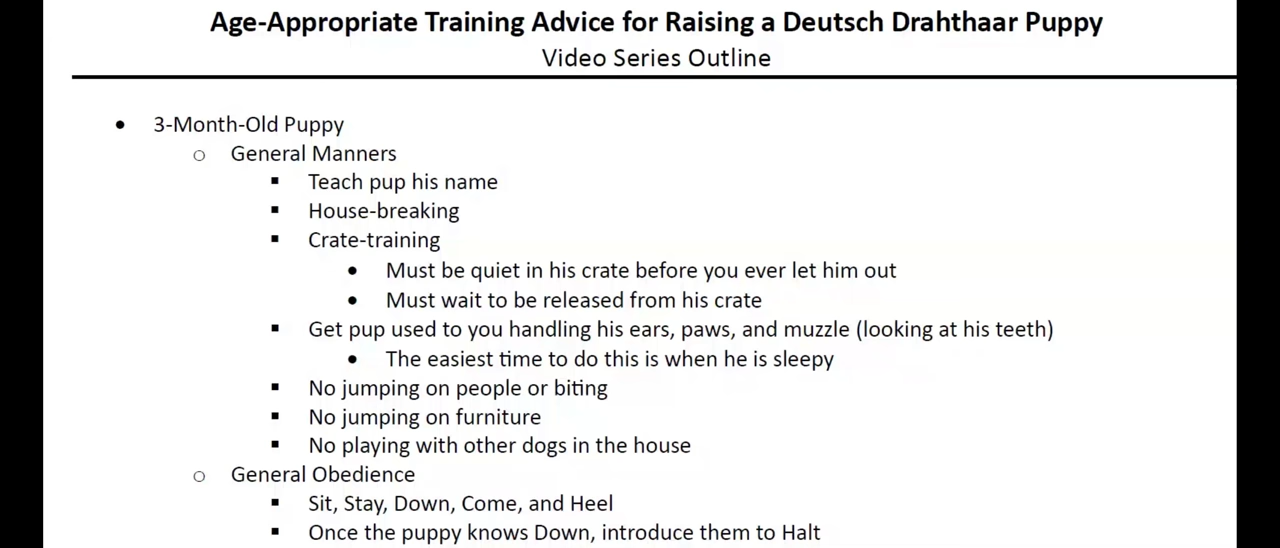 Age-Appropriate Training Advice for Raising a Deutsch Drahthaar Puppy
Video Series Outline
• 3-Month-Old Puppy
o General Manners
▪ Teach pup his name
▪ House-breaking
▪ Crate-training
• Must be quiet in his crate before you ever let him out
• Must wait to be released from his crate
▪ Get pup used to you handling his ears, paws, and muzzle (looking at his teeth)
• The easiest time to do this is when he is sleepy
▪ No jumping on people or biting
▪ No jumping on furniture
▪ No playing with other dogs in the house
o General Obedience
▪ Sit, Stay, Down, Come, and Heel
▪ Once the puppy knows Down, introduce them to Halt